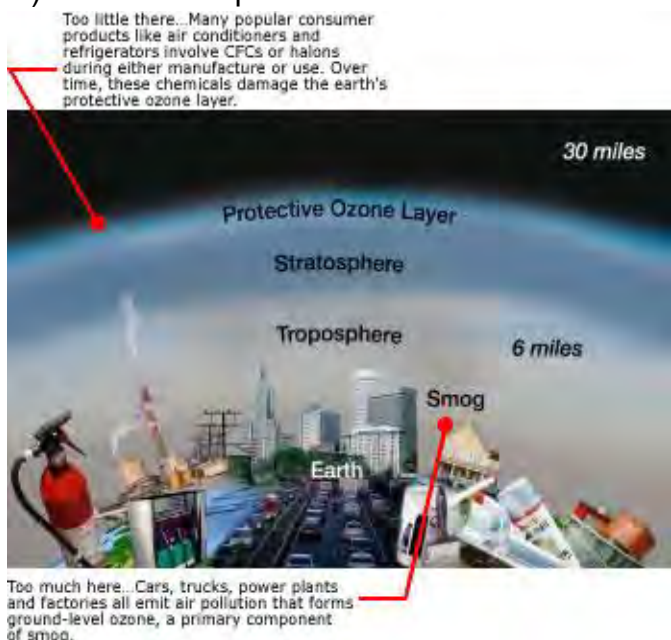 Too little there...Many popular consumer
products like air conditioners and
refrigerators involve CFCs or halons
during either manufacture or use. Over
time, these chemicals damage the earth's
protective ozone layer.
30 miles
Protective Ozone Layer
Stratosphere
Troposphere
6 miles
Smog
Earth
Too much here...Cars, trucks, power plants
and factories all emit air pollution that forms
ground-level ozone, a primary component
of smog.